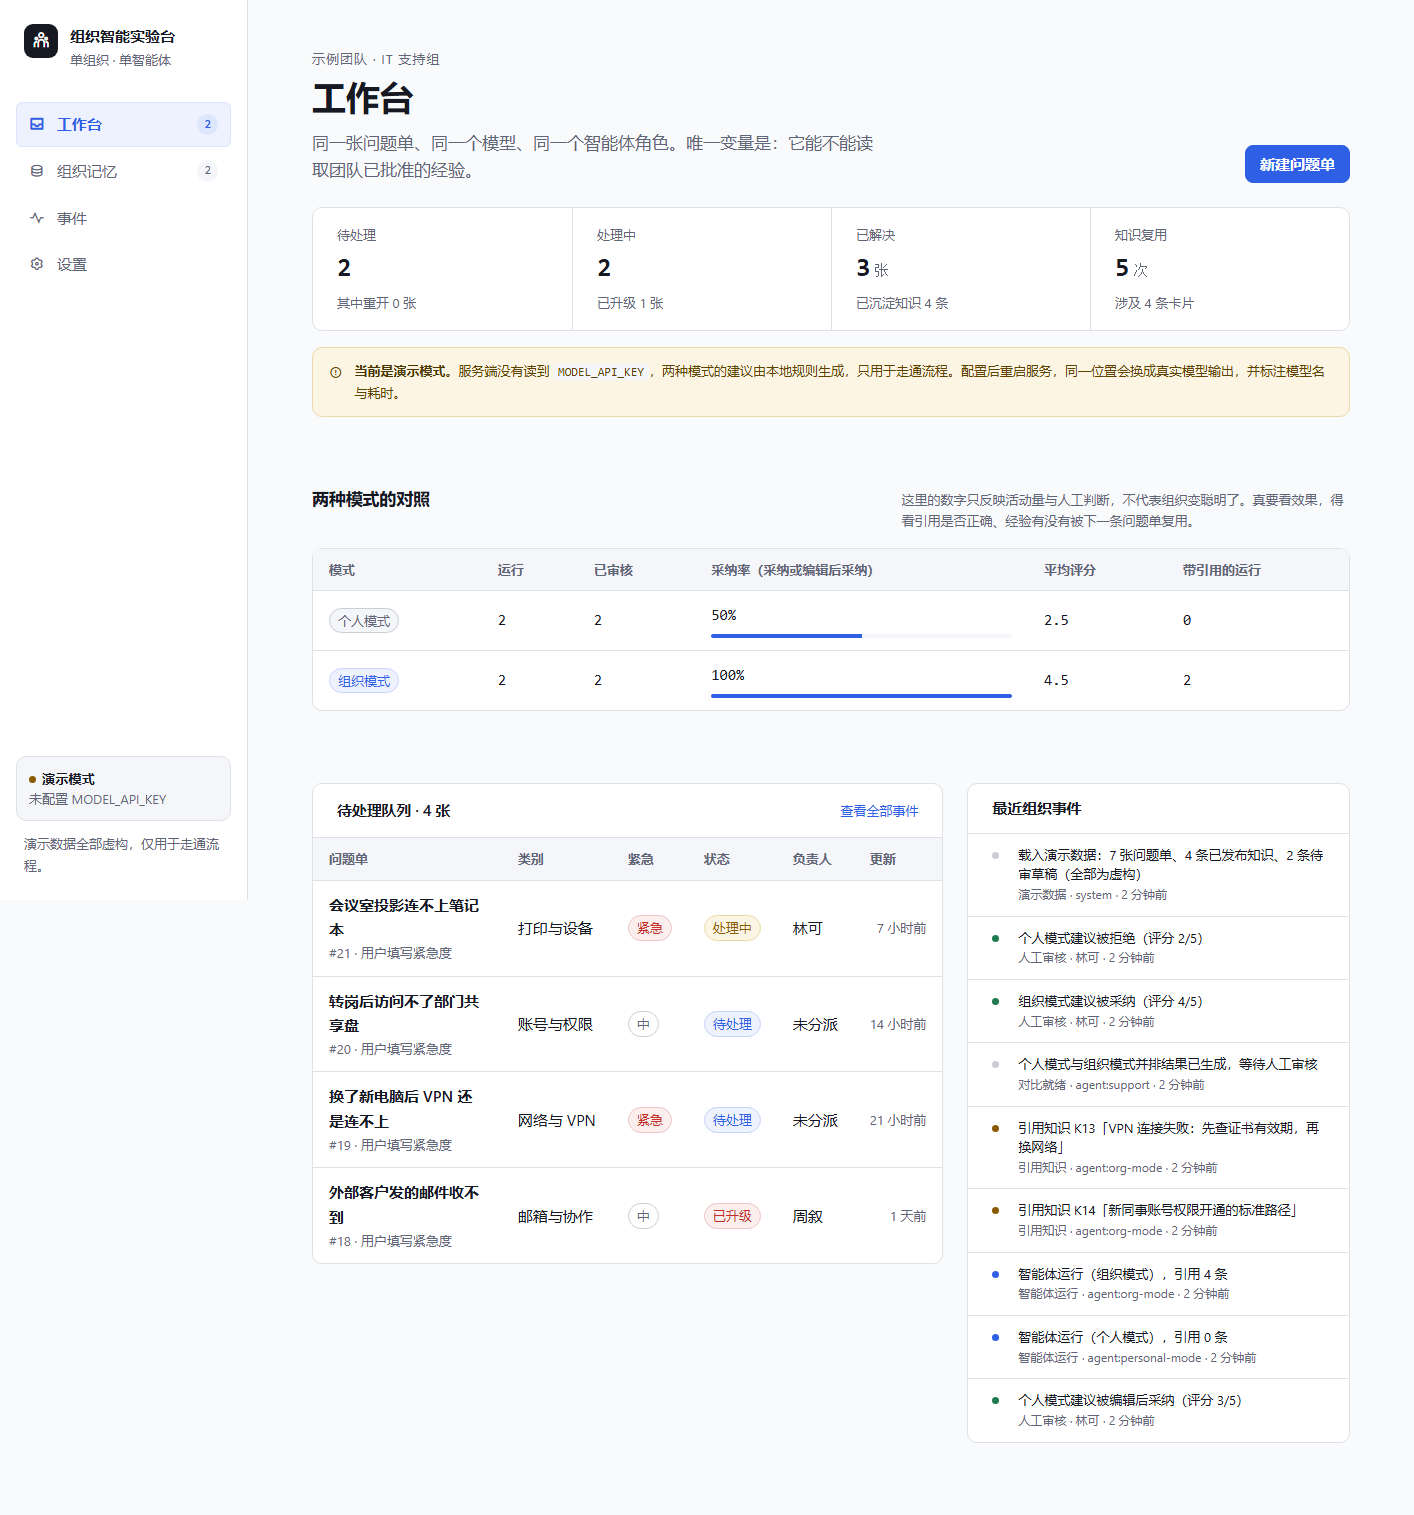 组织智能实验台
单组织 · 单智能体
工作台
2
组织记忆
2
事件
设置
演示模式
未配置 MODEL_API_KEY
演示数据全部虚构，仅用于走通流
程。
示例团队 · IT 支持组
工作台
同一张问题单、同一个模型、同一个智能体角色。唯一变量是：它能不能读
取团队已批准的经验。
新建问题单
待处理
2
其中重开 0 张
处理中
2
已升级 1 张
已解决
3 张
已沉淀知识 4 条
知识复用
5 次
涉及 4 条卡片
当前是演示模式。服务端没有读到 MODEL_API_KEY ，两种模式的建议由本地规则生成，只用于走通流程。配置后重启服务，同一位置会换成真实模型输出，并标注模型名
与耗时。
两种模式的对照
这里的数字只反映活动量与人工判断，不代表组织变聪明了。真要看效果，得
看引用是否正确、经验有没有被下一条问题单复用。
模式 运行 已审核 采纳率（采纳或编辑后采纳） 平均评分 带引用的运行
个人模式 2 2 50% 2.5 0
组织模式 2 2 100% 4.5 2
待处理队列 · 4 张
查看全部事件
问题单 类别 紧急 状态 负责人 更新
会议室投影连不上笔记
本
#21 · 用户填写紧急度
打印与设备 紧急 处理中 林可 7 小时前
转岗后访问不了部门共
享盘
#20 · 用户填写紧急度
账号与权限 中 待处理 未分派 14 小时前
换了新电脑后 VPN 还
是连不上
#19 · 用户填写紧急度
网络与 VPN 紧急 待处理 未分派 21 小时前
外部客户发的邮件收不
到
#18 · 用户填写紧急度
邮箱与协作 中 已升级 周叙 1 天前
最近组织事件
载入演示数据：7 张问题单、4 条已发布知识、2 条待
审草稿（全部为虚构）
演示数据 · system · 2 分钟前
个人模式建议被拒绝（评分 2/5）
人工审核 · 林可 · 2 分钟前
组织模式建议被采纳（评分 4/5）
人工审核 · 林可 · 2 分钟前
个人模式与组织模式并排结果已生成，等待人工审核
对比就绪 · agent:support · 2 分钟前
引用知识 K13「VPN 连接失败：先查证书有效期，再
换网络」
引用知识 · agent:org-mode · 2 分钟前
引用知识 K14「新同事账号权限开通的标准路径」
引用知识 · agent:org-mode · 2 分钟前
智能体运行（组织模式），引用 4 条
智能体运行 · agent:org-mode · 2 分钟前
智能体运行（个人模式），引用 0 条
智能体运行 · agent:personal-mode · 2 分钟前
个人模式建议被编辑后采纳（评分 3/5）
人工审核 · 林可 · 2 分钟前